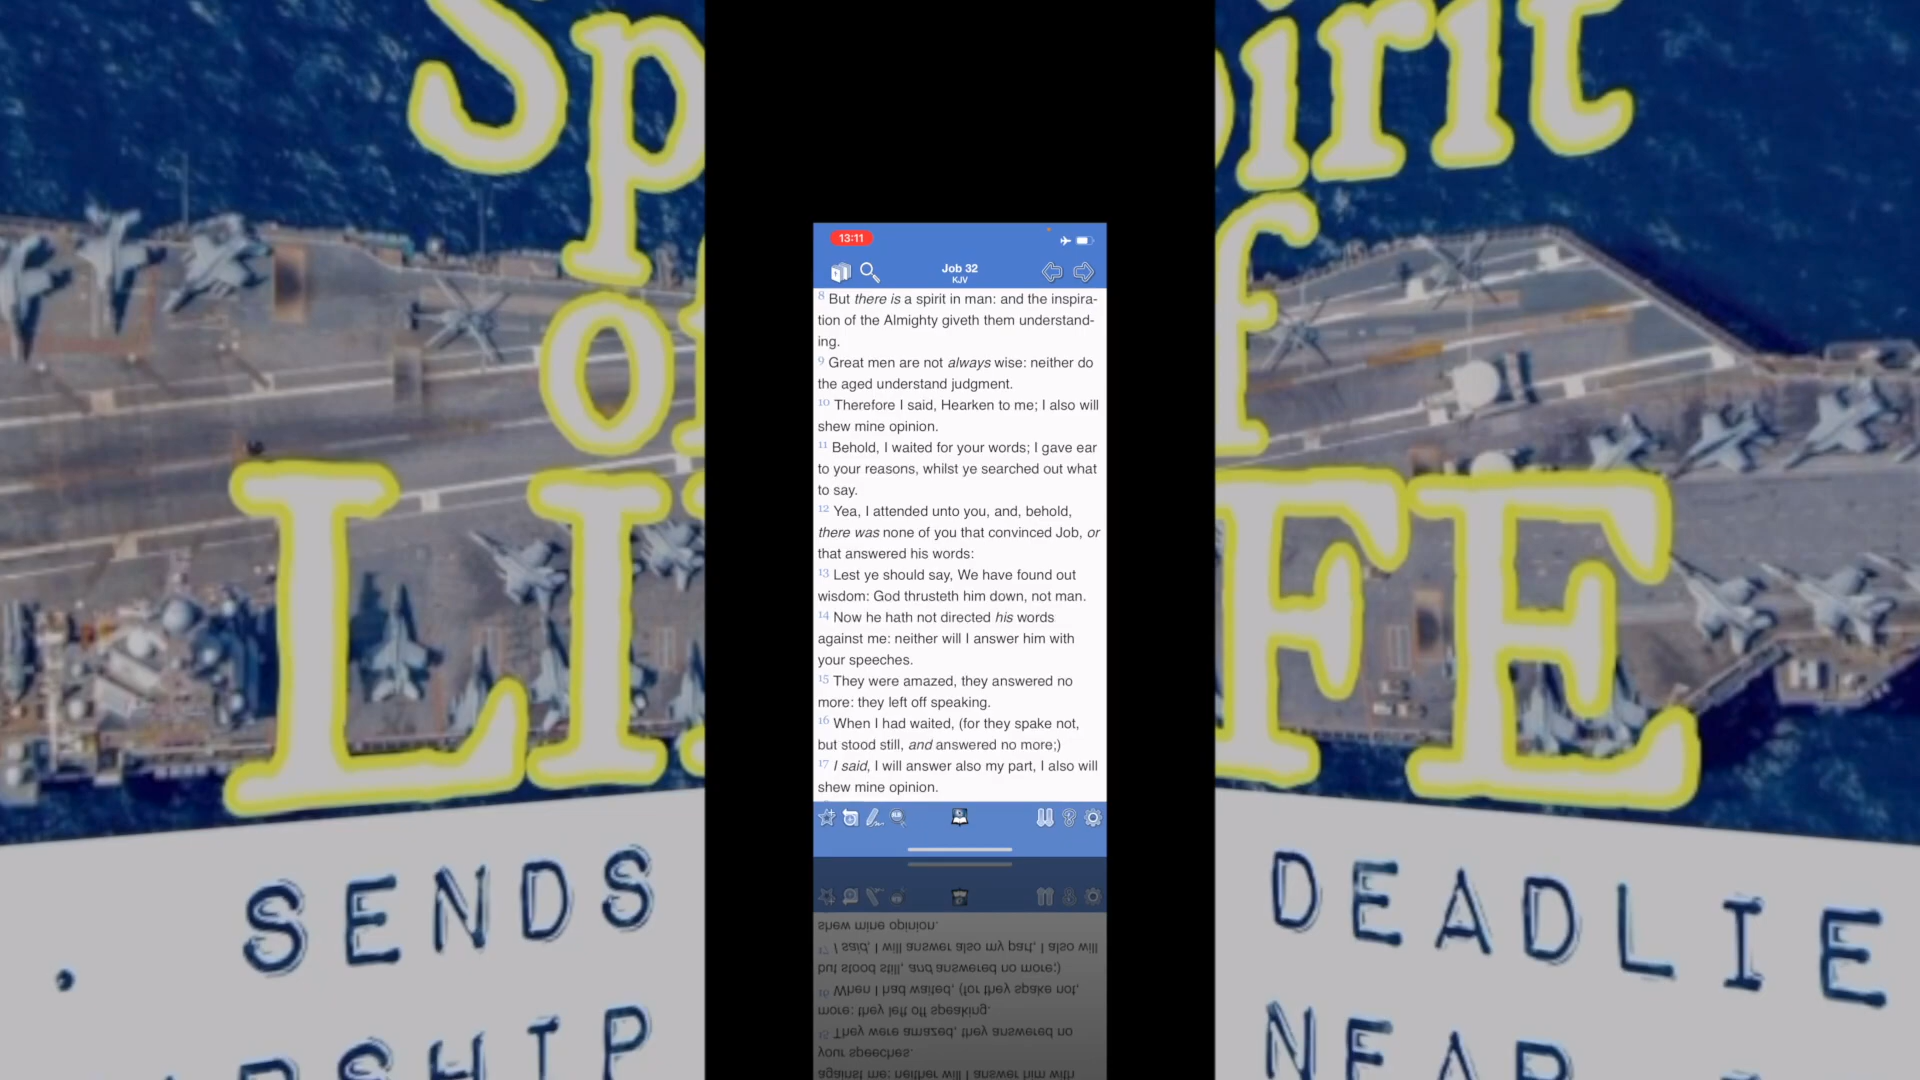 Spirit
of
LIFE
. SENDS DEADLIE
13:11
Job 32
KJV
8 But there is a spirit in man: and the inspira-
tion of the Almighty giveth them understand-
ing.
9 Great men are not always wise: neither do
the aged understand judgment.
10 Therefore I said, Hearken to me; I also will
shew mine opinion.
11 Behold, I waited for your words; I gave ear
to your reasons, whilst ye searched out what
to say.
12 Yea, I attended unto you, and, behold,
there was none of you that convinced Job, or
that answered his words:
13 Lest ye should say, We have found out
wisdom: God thrusteth him down, not man.
14 Now he hath not directed his words
against me: neither will I answer him with
your speeches.
15 They were amazed, they answered no
more: they left off speaking.
16 When I had waited, (for they spake not,
but stood still, and answered no more;)
17 I said, I will answer also my part, I also will
shew mine opinion.